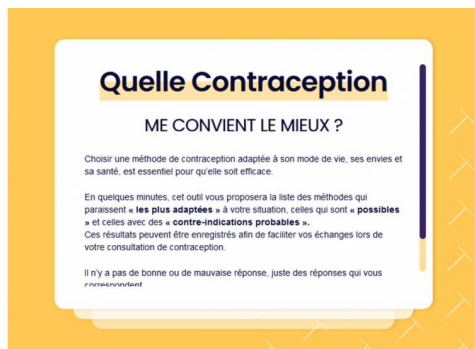 Quelle Contraception
ME CONVIENT LE MIEUX ?
Choisir une méthode de contraception adaptée à son mode de vie, ses envies et
sa santé, est essentiel pour qu'elle soit efficace.
En quelques minutes, cet outil vous proposera la liste des méthodes qui
paraissent « les plus adaptées » à votre situation, celles qui sont « possibles
» et celles avec des « contre-indications probables ».
Ces résultats peuvent être enregistrés afin de faciliter vos échanges lors de
votre consultation de contraception.
Il n'y a pas de bonne ou de mauvaise réponse, juste des réponses qui vous
correspondent